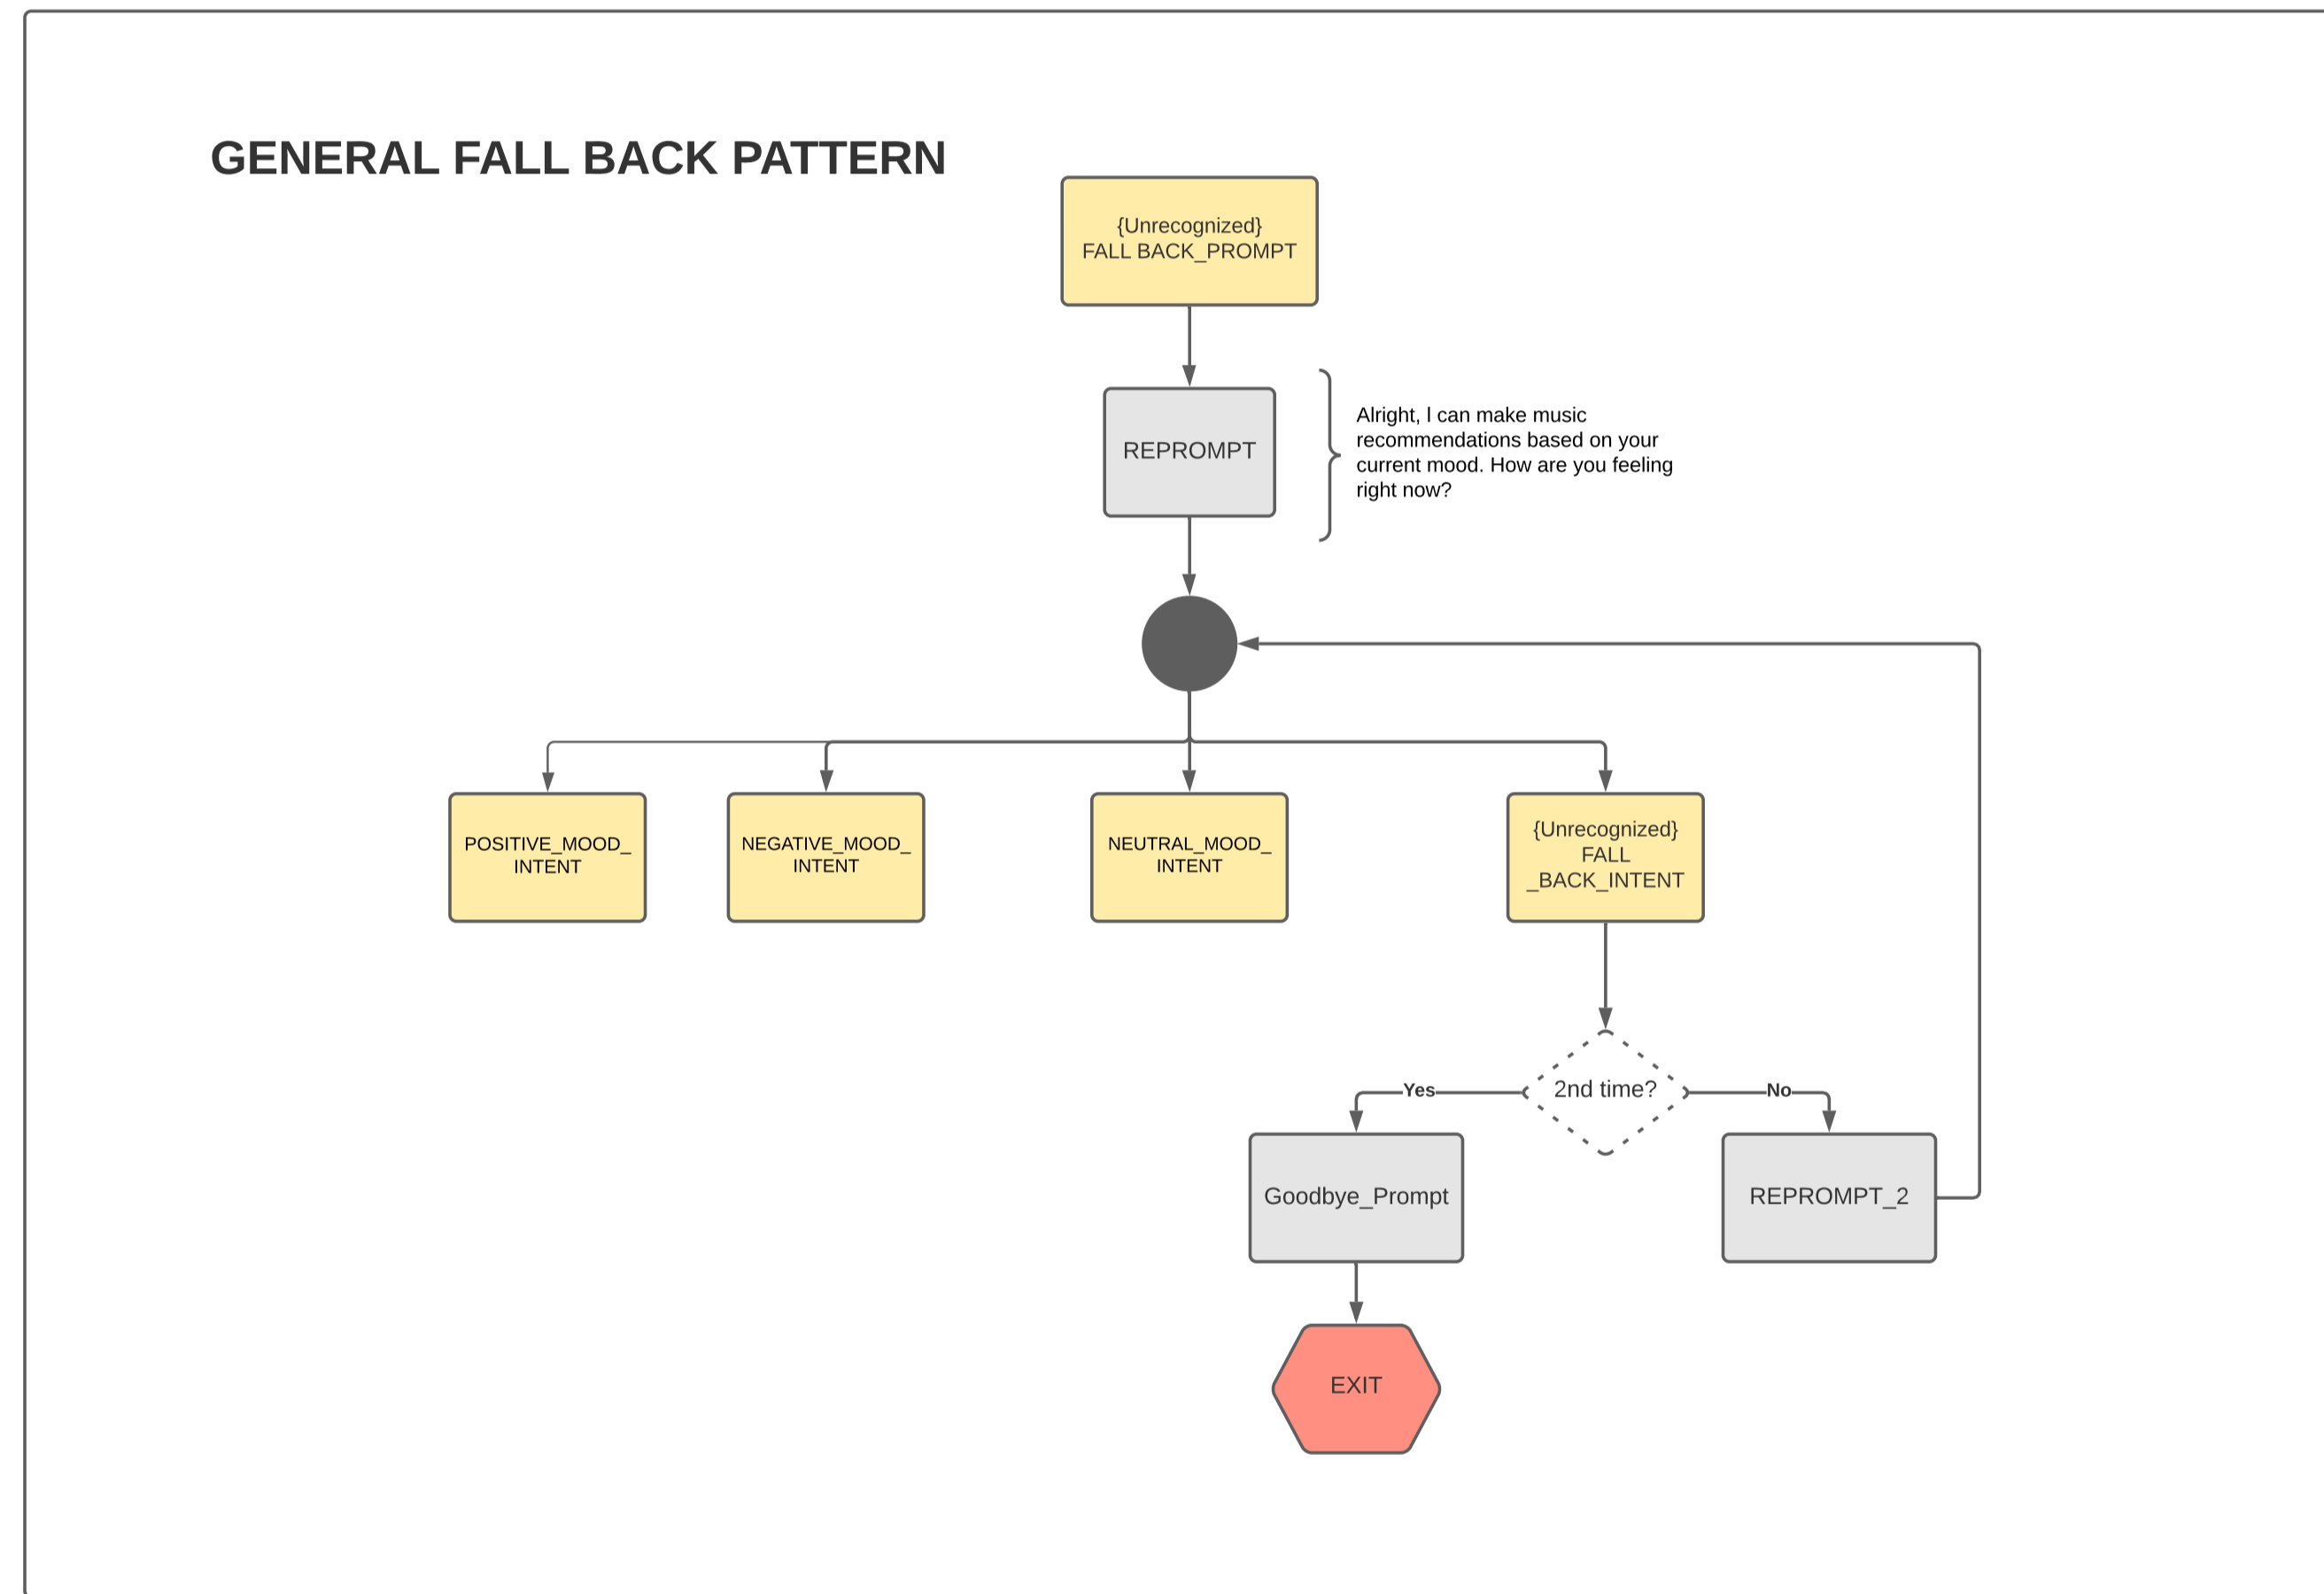 GENERAL FALL BACK PATTERN
{Unrecognized}
FALL BACK_PROMPT
REPROMPT
Alright, I can make music
recommendations based on your
current mood. How are you feeling
right now?
POSITIVE_MOOD_
INTENT
NEGATIVE_MOOD_
INTENT
NEUTRAL_MOOD_
INTENT
{Unrecognized}
FALL
_BACK_INTENT
2nd time?
Yes
No
Goodbye_Prompt
REPROMPT_2
EXIT